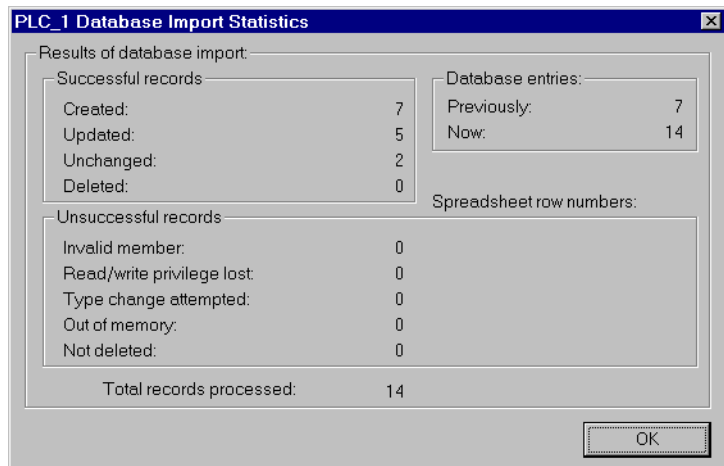 PLC_1 Database Import Statistics
Results of database import:
Successful records
Created: 7
Updated: 5
Unchanged: 2
Deleted: 0
Database entries:
Previously: 7
Now: 14
Spreadsheet row numbers:
Unsuccessful records
Invalid member: 0
Read/write privilege lost: 0
Type change attempted: 0
Out of memory: 0
Not deleted: 0
Total records processed: 14
OK